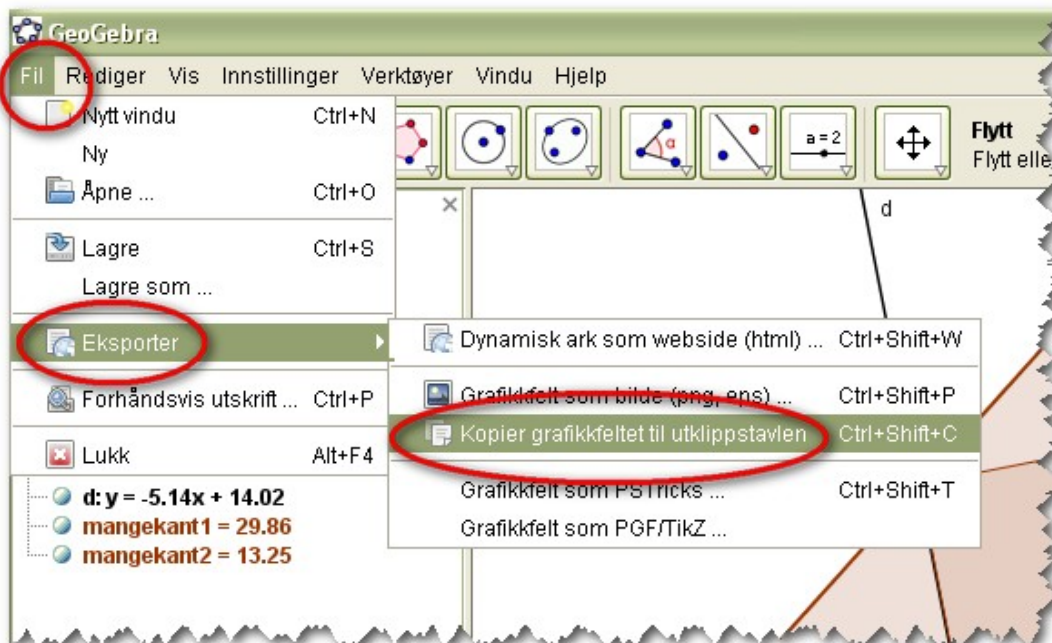 GeoGebra
Fil Rediger Vis Innstillinger Verktøyer Vindu Hjelp
Nytt vindu Ctrl+N
Ny
Åpne ... Ctrl+O
Lagre Ctrl+S
Lagre som ...
Eksporter
Forhåndsvis utskrift ... Ctrl+P
Lukk Alt+F4
Dynamisk ark som webside (html) ... Ctrl+Shift+W
Grafikkfelt som bilde (png, eps) ... Ctrl+Shift+P
Kopier grafikkfeltet til utklippstavlen Ctrl+Shift+C
Grafikkfelt som PSTricks ... Ctrl+Shift+T
Grafikkfelt som PGF/TikZ ...
α
a = 2
Flytt
Flytt elle
d
d: y = -5.14x + 14.02
mangekant1 = 29.86
mangekant2 = 13.25